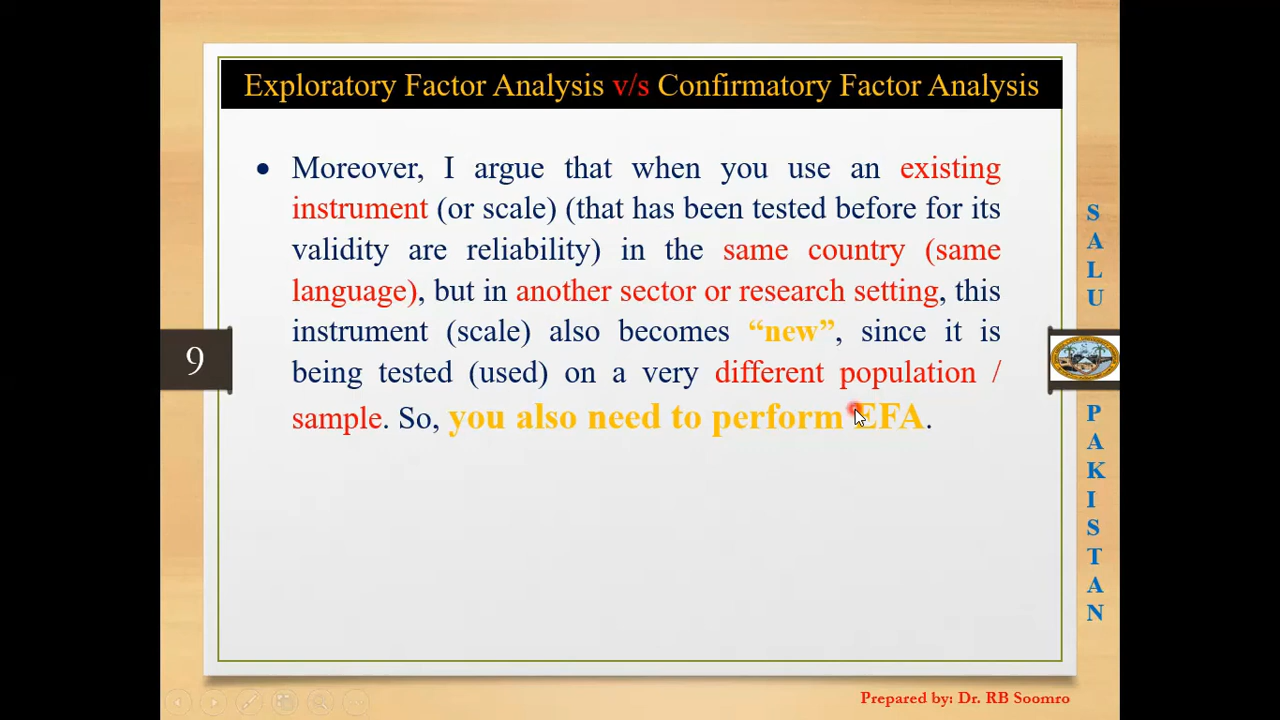 Exploratory Factor Analysis v/s Confirmatory Factor Analysis
• Moreover, I argue that when you use an existing
instrument (or scale) (that has been tested before for its
validity are reliability) in the same country (same
language), but in another sector or research setting, this
instrument (scale) also becomes “new”, since it is
being tested (used) on a very different population /
sample. So, you also need to perform EFA.
9
SALU
PAKISTAN
Prepared by: Dr. RB Soomro